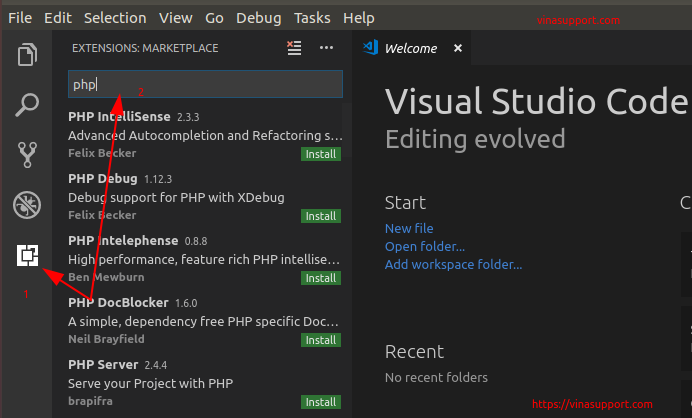 File Edit Selection View Go Debug Tasks Help
vinasupport.com
EXTENSIONS: MARKETPLACE
Welcome
php
2
PHP IntelliSense 2.3.3
Advanced Autocompletion and Refactoring s...
Felix Becker Install
PHP Debug 1.12.3
Debug support for PHP with XDebug
Felix Becker Install
PHP Intelephense 0.8.8
High performance, feature rich PHP intellise...
Ben Mewburn Install
1
PHP DocBlocker 1.6.0
A simple, dependency free PHP specific Doc...
Neil Brayfield Install
PHP Server 2.4.4
Serve your Project with PHP
brapifra Install
Visual Studio Code
Editing evolved
Start
New file
Open folder...
Add workspace folder...
Recent
No recent folders
https://vinasupport.com